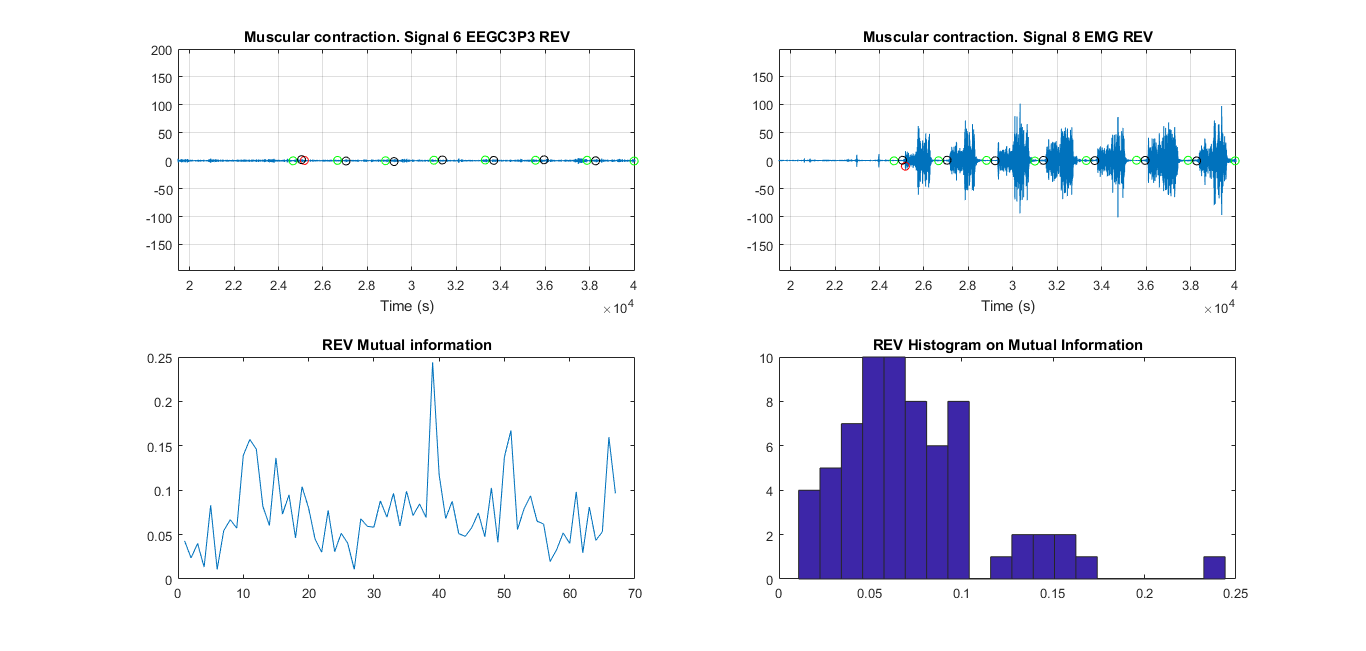 Muscular contraction. Signal 6 EEGC3P3 REV
200
150
100
50
0
-50
-100
-150
2 2.2 2.4 2.6 2.8 3 3.2 3.4 3.6 3.8 4
Time (s)
×10^4
Muscular contraction. Signal 8 EMG REV
150
100
50
0
-50
-100
-150
2 2.2 2.4 2.6 2.8 3 3.2 3.4 3.6 3.8 4
Time (s)
×10^4
REV Mutual information
0.25
0.2
0.15
0.1
0.05
0
0 10 20 30 40 50 60 70
REV Histogram on Mutual Information
10
8
6
4
2
0
0 0.05 0.1 0.15 0.2 0.25